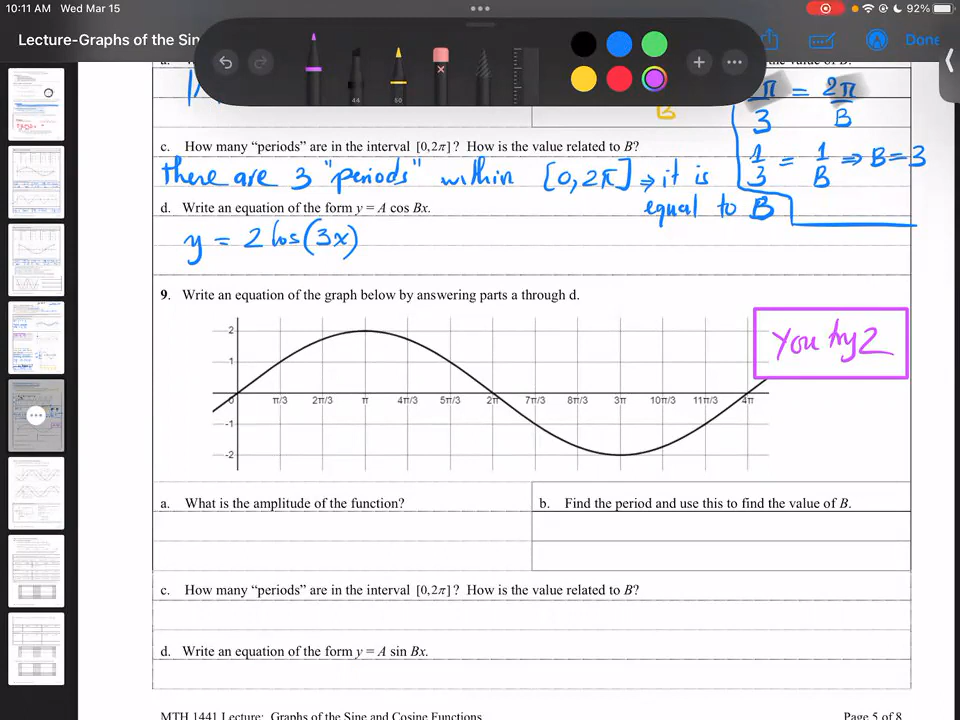 10:11 AM Wed Mar 15
92%
Lecture-Graphs of the Sin
Done
44
50
π/3 = 2π/B
B
c. How many “periods” are in the interval [0,2π]? How is the value related to B?
1/3 = 1/B ⇒ B = 3
there are 3 "periods" within [0, 2π] ⇒ it is
equal to B
d. Write an equation of the form y = A cos Bx.
y = 2 cos(3x)
9. Write an equation of the graph below by answering parts a through d.
You try 2
2
1
0 π/3 2π/3 π 4π/3 5π/3 2π 7π/3 8π/3 3π 10π/3 11π/3 4π
-1
-2
a. What is the amplitude of the function?
b. Find the period and use this to find the value of B.
c. How many “periods” are in the interval [0,2π]? How is the value related to B?
d. Write an equation of the form y = A sin Bx.
MTH 1441 Lecture: Graphs of the Sine and Cosine Functions
Page 5 of 8